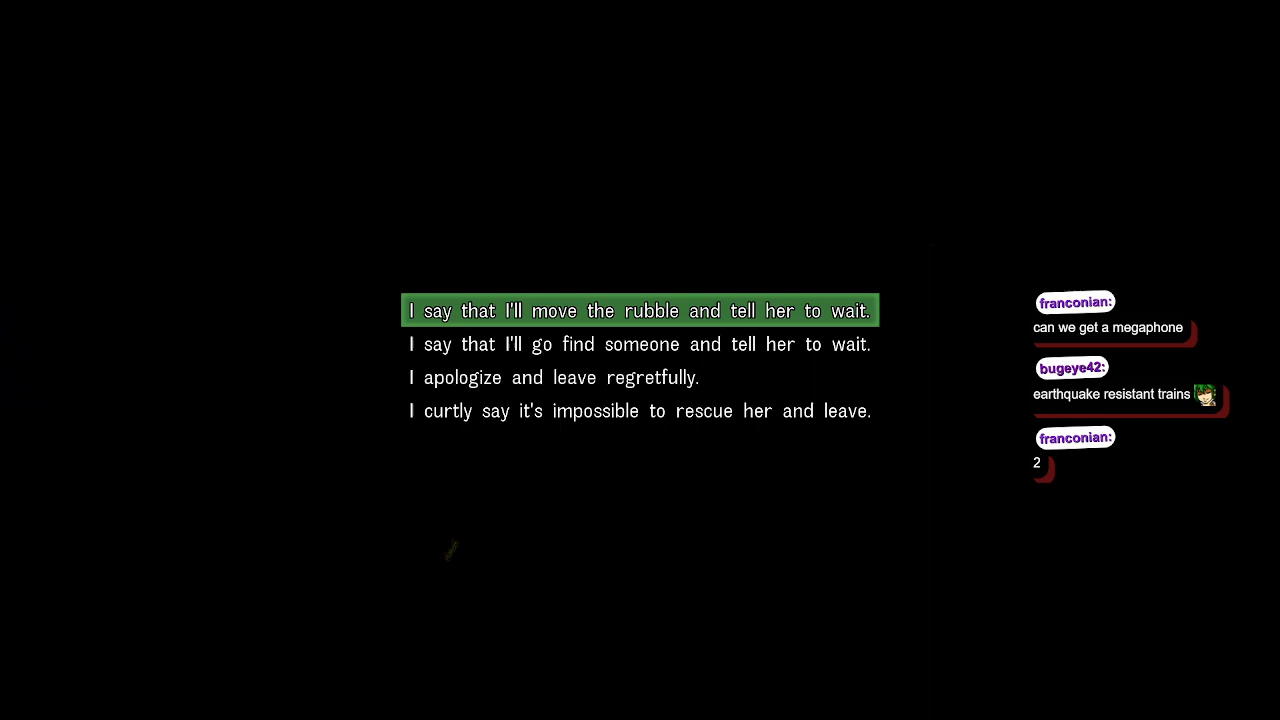 I say that I'll move the rubble and tell her to wait.
I say that I'll go find someone and tell her to wait.
I apologize and leave regretfully.
I curtly say it's impossible to rescue her and leave.
franconian:
can we get a megaphone
bugeye42:
earthquake resistant trains
franconian:
2